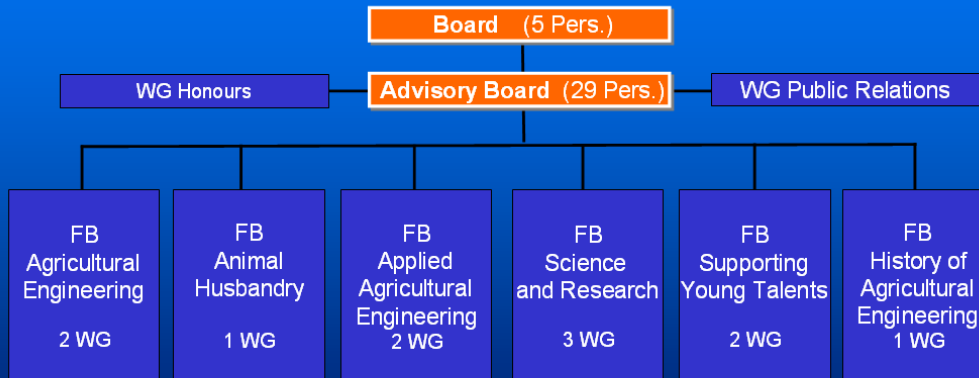 Board (5 Pers.)
WG Honours
Advisory Board (29 Pers.)
WG Public Relations
FB
Agricultural
Engineering
2 WG
FB
Animal
Husbandry
1 WG
FB
Applied
Agricultural
Engineering
2 WG
FB
Science
and Research
3 WG
FB
Supporting
Young Talents
2 WG
FB
History of
Agricultural
Engineering
1 WG